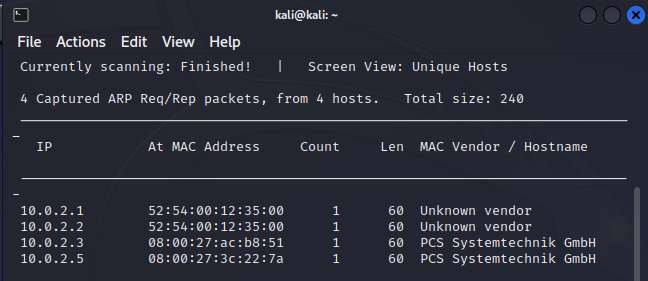 kali@kali: ~
File Actions Edit View Help
Currently scanning: Finished! | Screen View: Unique Hosts
4 Captured ARP Req/Rep packets, from 4 hosts. Total size: 240
_____________________________________________________________________________
IP At MAC Address Count Len MAC Vendor / Hostname
-----------------------------------------------------------------------------
10.0.2.1 52:54:00:12:35:00 1 60 Unknown vendor
10.0.2.2 52:54:00:12:35:00 1 60 Unknown vendor
10.0.2.3 08:00:27:ac:b8:51 1 60 PCS Systemtechnik GmbH
10.0.2.5 08:00:27:3c:22:7a 1 60 PCS Systemtechnik GmbH